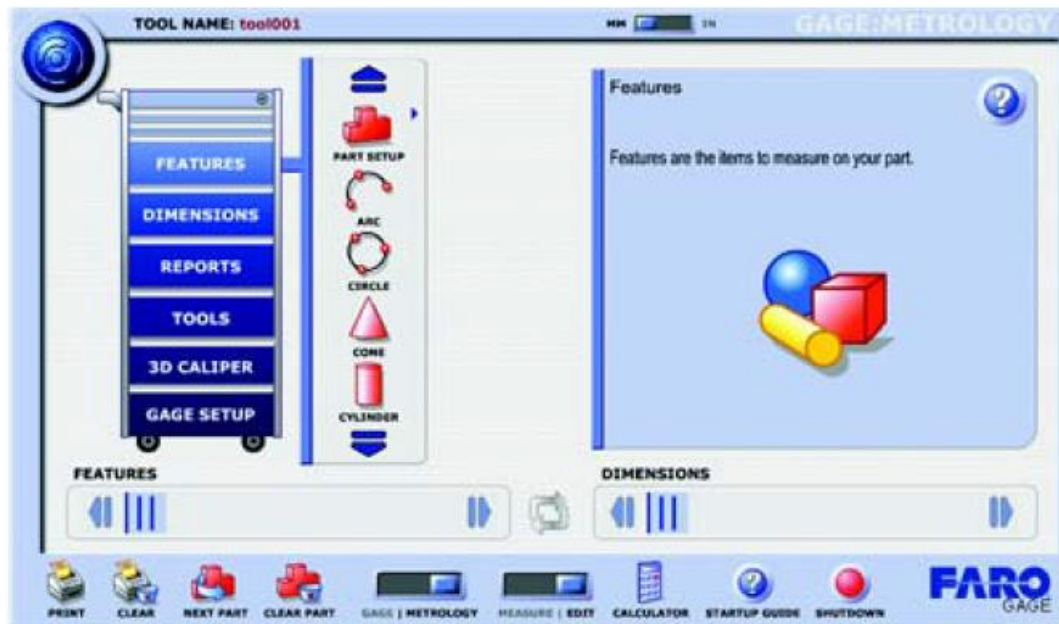 TOOL NAME: tool001
MM IN
GAGE:METROLOGY
FEATURES
DIMENSIONS
REPORTS
TOOLS
3D CALIPER
GAGE SETUP
PART SETUP
ARC
CIRCLE
CONE
CYLINDER
Features
?
Features are the items to measure on your part.
FEATURES
DIMENSIONS
PRINT
CLEAR
NEXT PART
CLEAR PART
GAGE | METROLOGY
MEASURE | EDIT
CALCULATOR
?
STARTUP GUIDE
SHUTDOWN
FARO
GAGE